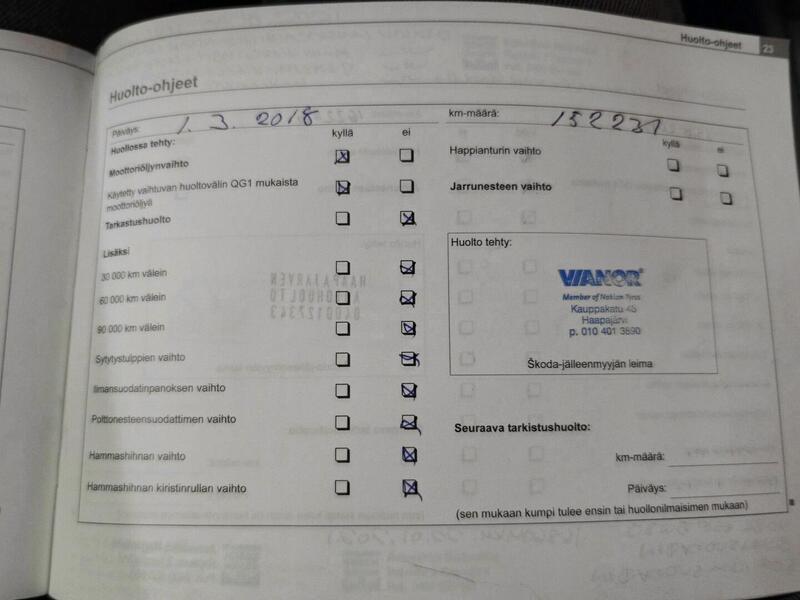 Huolto-ohjeet 23
Huolto-ohjeet
Päiväys: 1. 3. 2018 km-määrä: 152231
Huollossa tehty: kyllä ei kyllä ei
Moottoriöljynvaihto Happianturin vaihto
Käytetty vaihtuvan huoltovälin QG1 mukaista
moottoriöljyä Jarrunesteen vaihto
Tarkastushuolto
Lisäksi
30 000 km välein
60 000 km välein
90 000 km välein
Sytytystulppien vaihto
Ilmansuodatinpanoksen vaihto
Polttonesteensuodattimen vaihto
Hammashihnan vaihto
Hammashihnan kiristinrullan vaihto
Huolto tehty:
VIANOR
Member of Nokian Tyres
Kauppakatu 45
Haapajärvi
p. 010 401 3690
Škoda-jälleenmyyjän leima
Seuraava tarkistushuolto:
km-määrä:
Päiväys:
(sen mukaan kumpi tulee ensin tai huollonilmaisimen mukaan)
HAAPAJÄRVEN
AUTOHUOLTO
0400127343